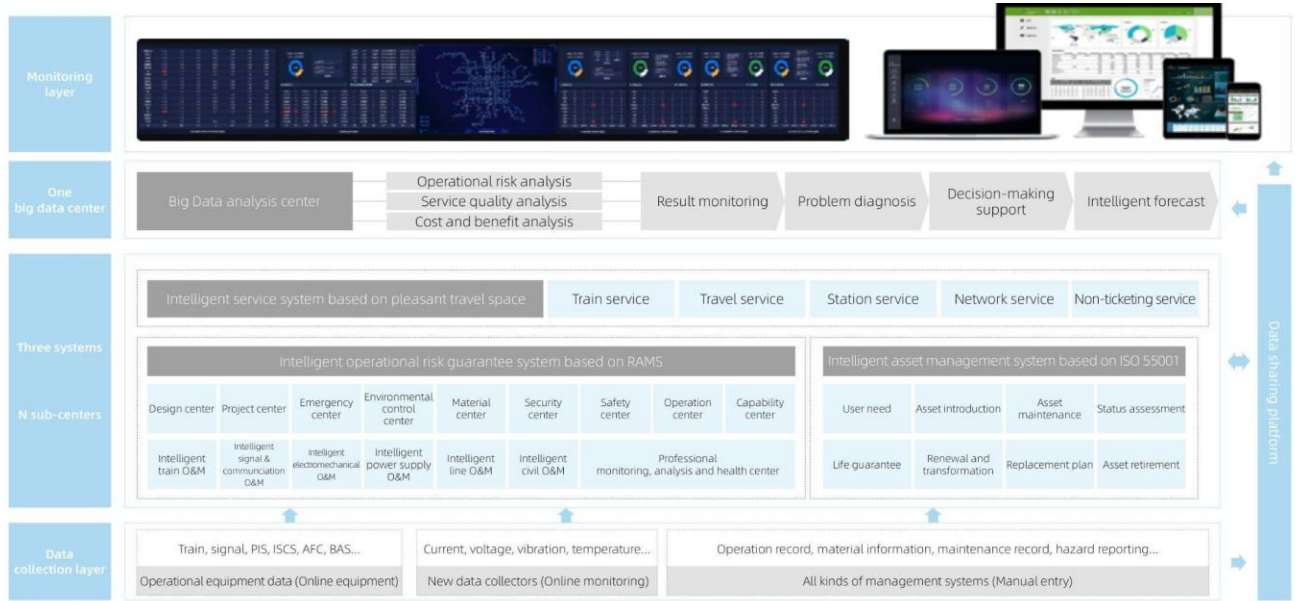 Monitoring
layer
One
big data center
Big Data analysis center
Operational risk analysis
Service quality analysis
Cost and benefit analysis
Result monitoring
Problem diagnosis
Decision-making
support
Intelligent forecast
Three systems
N sub-centers
Intelligent service system based on pleasant travel space
Train service
Travel service
Station service
Network service
Non-ticketing service
Intelligent operational risk guarantee system based on RAMS
Design center
Project center
Emergency
center
Environmental
control
center
Material
center
Security
center
Safety
center
Operation
center
Capability
center
Intelligent
train O&M
Intelligent
signal &
communciation
O&M
Intelligent
electromechanical
O&M
Intelligent
power supply
O&M
Intelligent
line O&M
Intelligent
civil O&M
Professional
monitoring, analysis and health center
Intelligent asset management system based on ISO 55001
User need
Asset introduction
Asset
maintenance
Status assessment
Life guarantee
Renewal and
transformation
Replacement plan
Asset retirement
Data sharing platform
Data
collection layer
Train, signal, PIS, ISCS, AFC, BAS...
Operational equipment data (Online equipment)
Current, voltage, vibration, temperature...
New data collectors (Online monitoring)
Operation record, material information, maintenance record, hazard reporting...
All kinds of management systems (Manual entry)